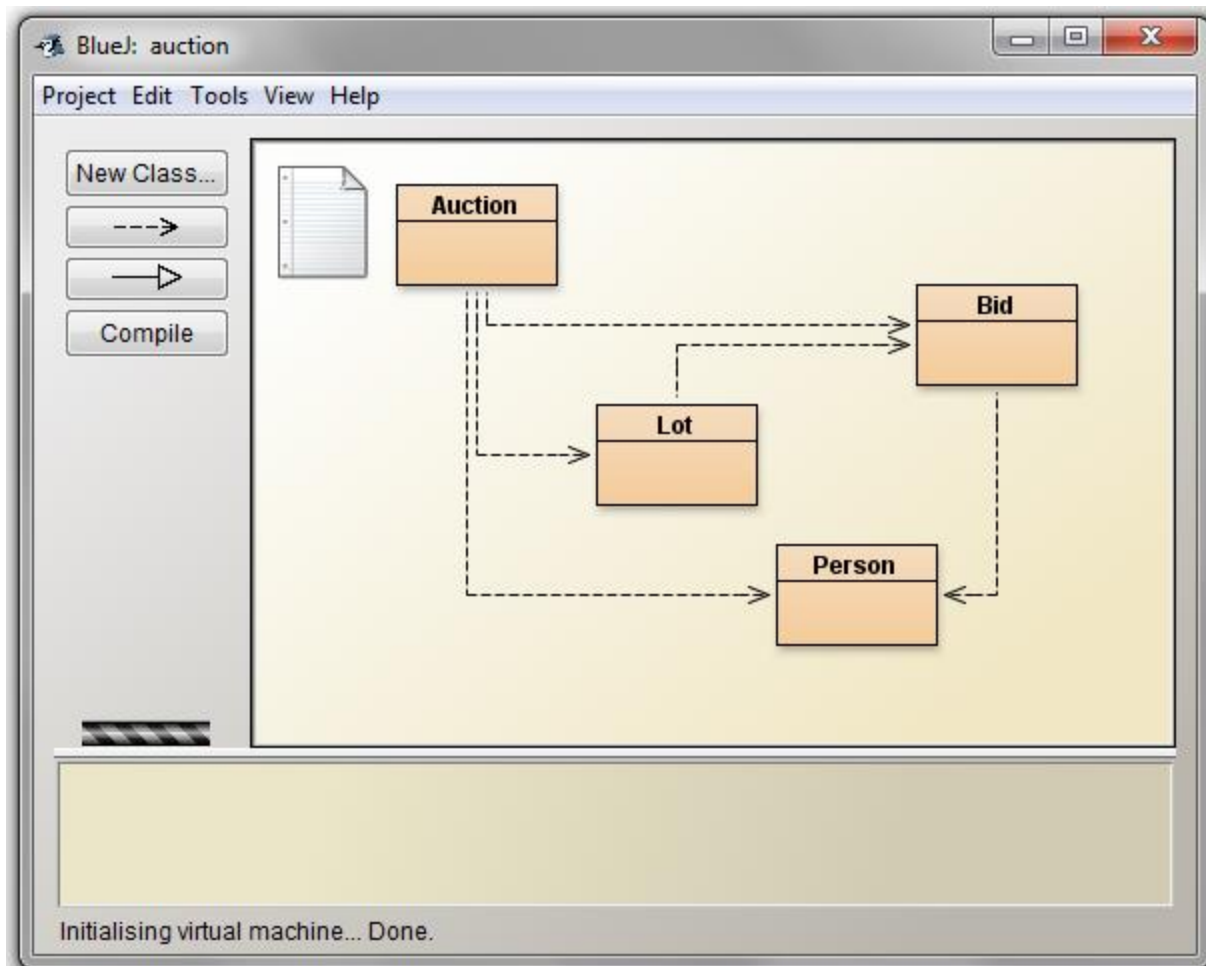 BlueJ: auction
Project Edit Tools View Help
New Class...
Compile
Auction
Bid
Lot
Person
Initialising virtual machine... Done.